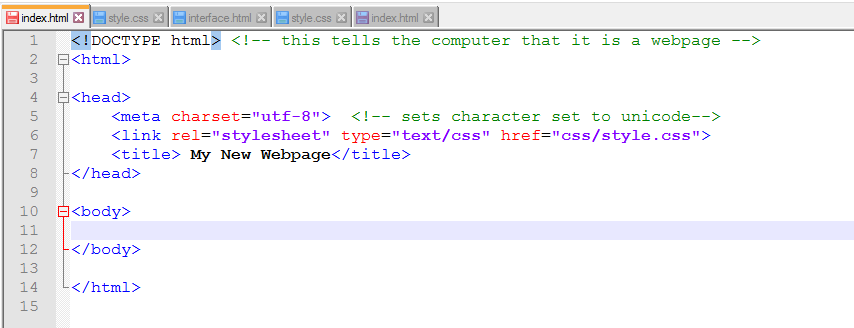 index.html style.css interface.html style.css index.html
1 <!DOCTYPE html> <!-- this tells the computer that it is a webpage -->
2 <html>
3
4 <head>
5 <meta charset="utf-8"> <!-- sets character set to unicode-->
6 <link rel="stylesheet" type="text/css" href="css/style.css">
7 <title> My New Webpage</title>
8 </head>
9
10 <body>
11
12 </body>
13
14 </html>
15